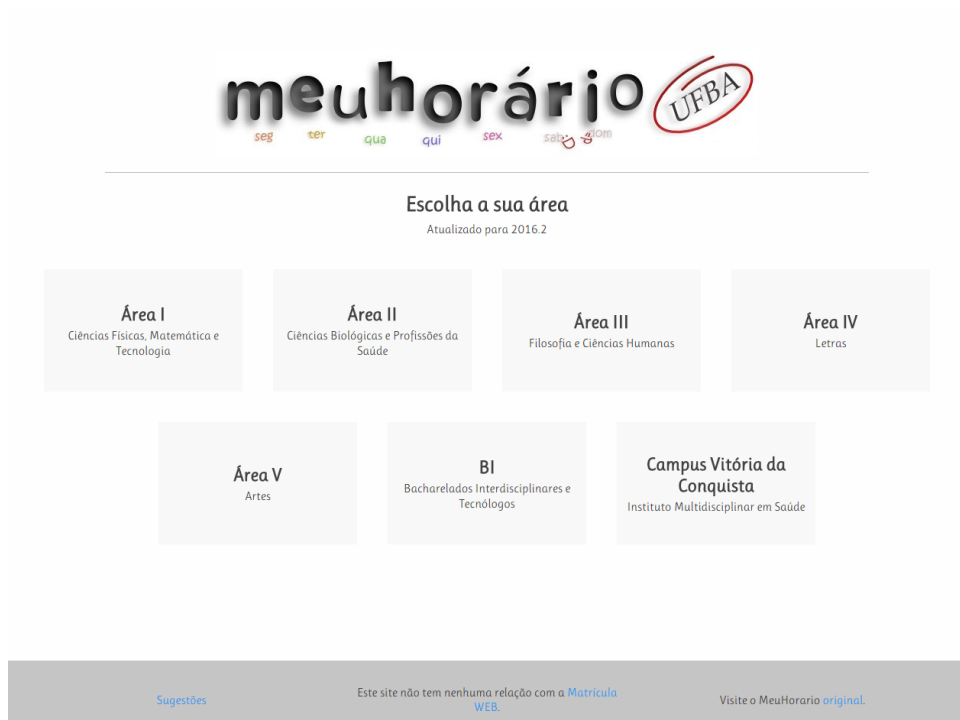 meuhorário UFBA
seg ter qua qui sex sab dom
Escolha a sua área
Atualizado para 2016.2
Área I
Ciências Físicas, Matemática e
Tecnologia
Área II
Ciências Biológicas e Profissões da
Saúde
Área III
Filosofia e Ciências Humanas
Área IV
Letras
Área V
Artes
BI
Bacharelados Interdisciplinares e
Tecnólogos
Campus Vitória da
Conquista
Instituto Multidisciplinar em Saúde
Sugestões
Este site não tem nenhuma relação com a Matrícula
WEB.
Visite o MeuHorario original.